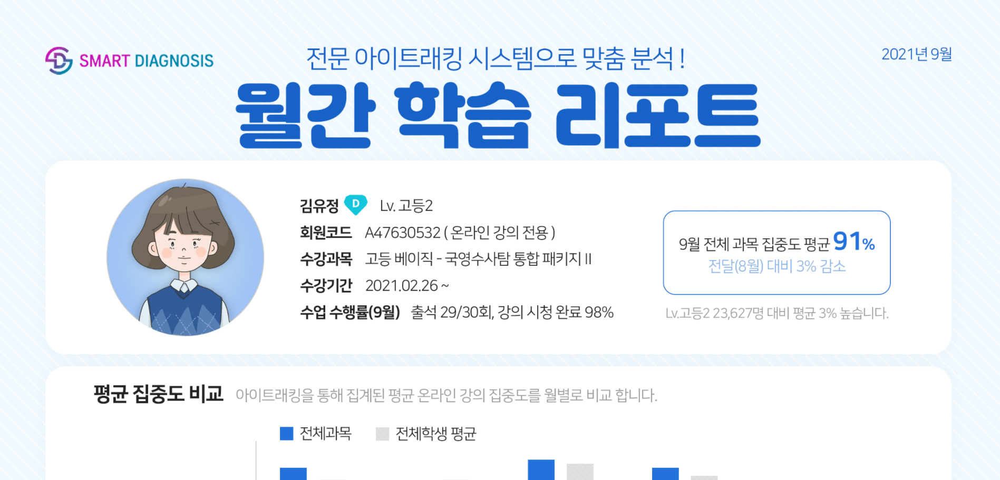 SMART DIAGNOSIS
전문 아이트래킹 시스템으로 맞춤 분석 !
2021년 9월
월간 학습 리포트
김유정 D Lv. 고등2
회원코드 A47630532 ( 온라인 강의 전용 )
수강과목 고등 베이직 - 국영수사탐 통합 패키지 II
수강기간 2021.02.26 ~
수업 수행률(9월) 출석 29/30회, 강의 시청 완료 98%
9월 전체 과목 집중도 평균 91%
전달(8월) 대비 3% 감소
Lv.고등2 23,627명 대비 평균 3% 높습니다.
평균 집중도 비교 아이트래킹을 통해 집계된 평균 온라인 강의 집중도를 월별로 비교 합니다.
전체과목 전체학생 평균